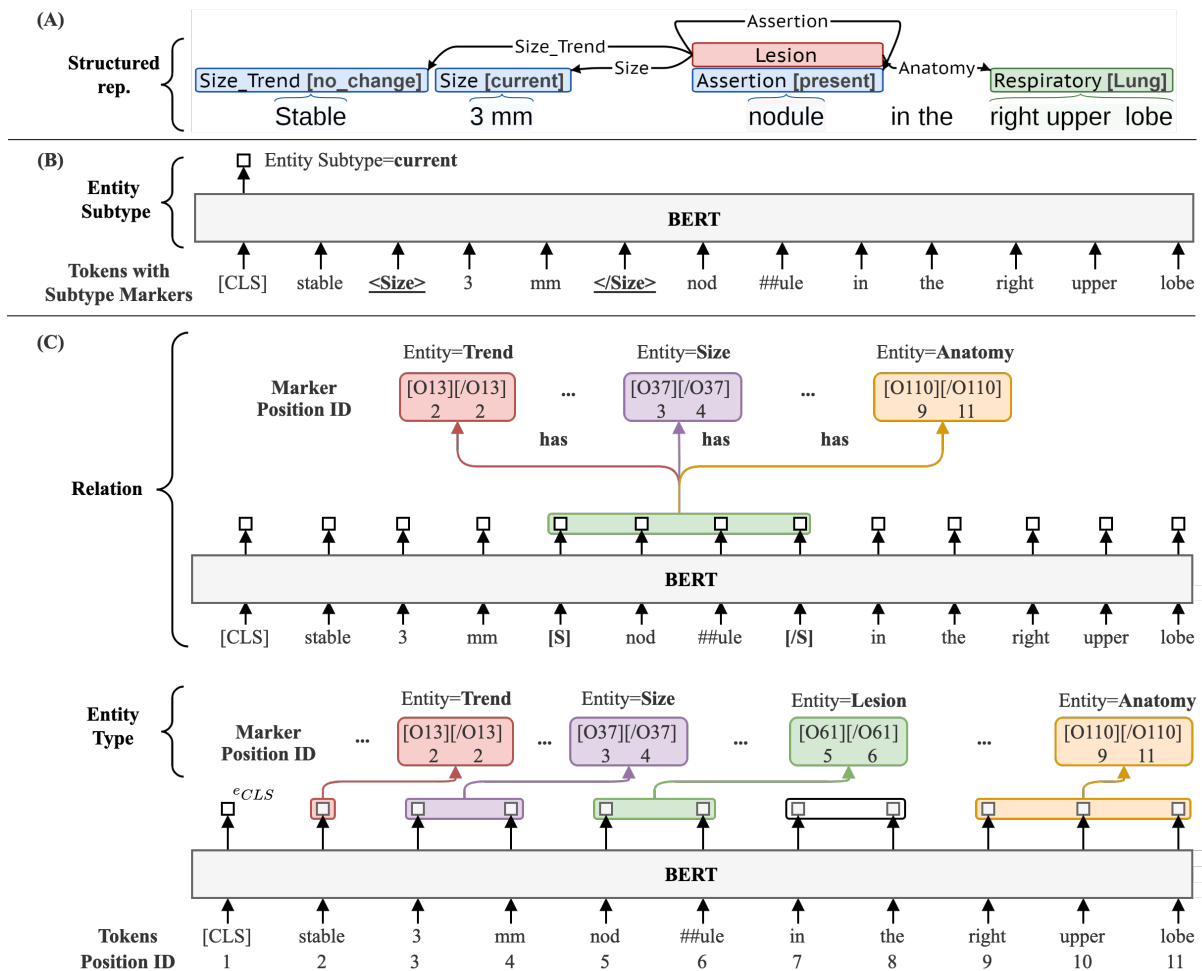 (A)
Structured rep.
Assertion
Size_Trend
Size
Lesion
Anatomy
Size_Trend [no_change] Size [current] Assertion [present] Respiratory [Lung]
Stable 3 mm nodule in the right upper lobe
(B)
Entity Subtype
Entity Subtype=current
BERT
Tokens with Subtype Markers
[CLS] stable <Size> 3 mm </Size> nod ##ule in the right upper lobe
(C)
Relation
Entity=Trend Entity=Size Entity=Anatomy
Marker Position ID
[O13][/O13] ... [O37][/O37] ... [O110][/O110]
2 2 3 4 9 11
has has has
BERT
[CLS] stable 3 mm [S] nod ##ule [/S] in the right upper lobe
Entity Type
Entity=Trend Entity=Size Entity=Lesion Entity=Anatomy
Marker Position ID
... [O13][/O13] ... [O37][/O37] ... [O61][/O61] ... [O110][/O110]
2 2 3 4 5 6 9 11
eCLS
BERT
Tokens [CLS] stable 3 mm nod ##ule in the right upper lobe
Position ID 1 2 3 4 5 6 7 8 9 10 11